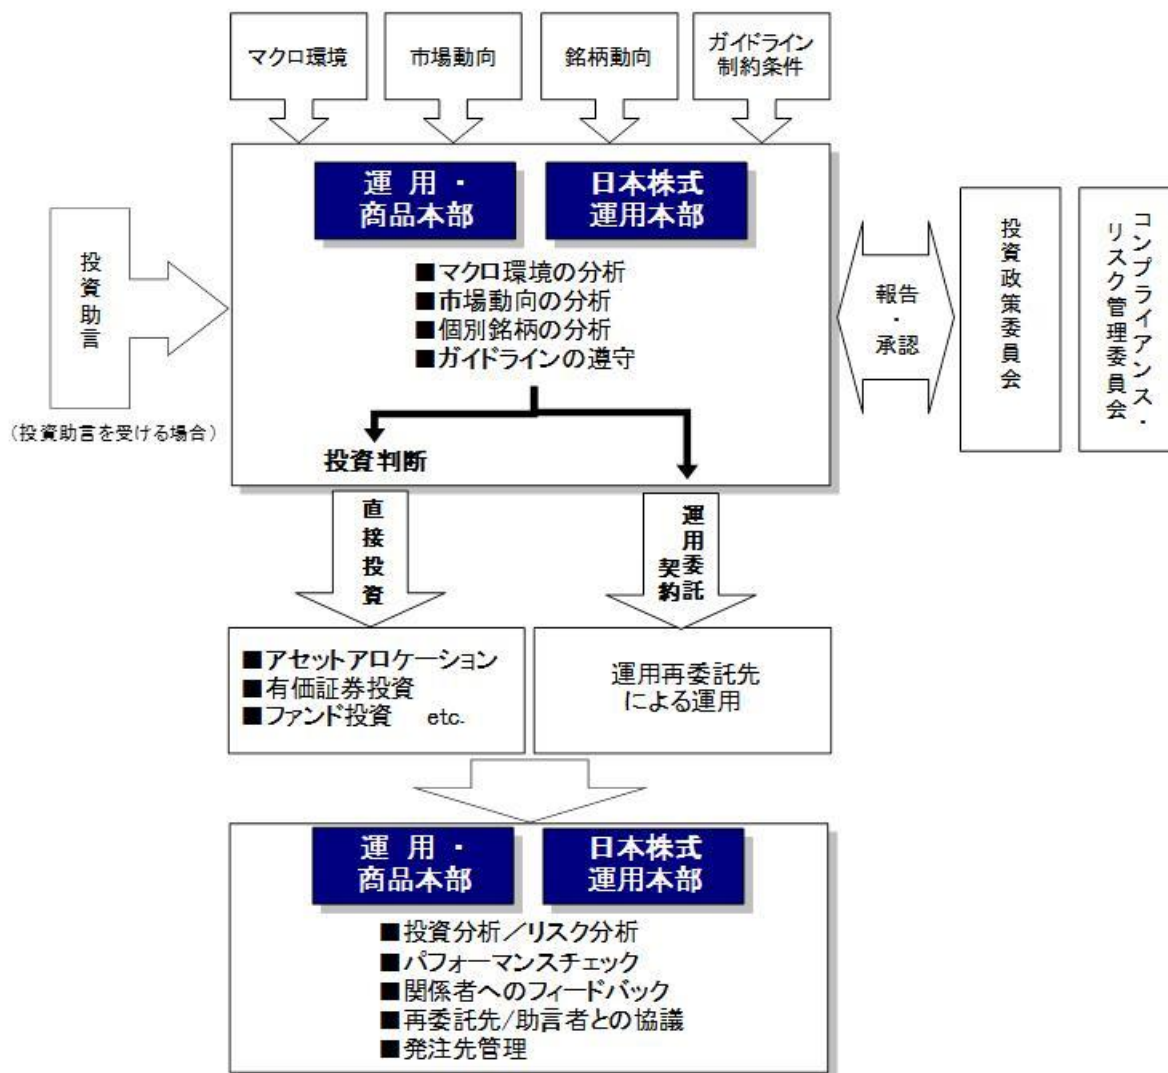 マクロ環境
市場動向
銘柄動向
ガイドライン
制約条件
運 用 ・
商品本部
日本株式
運用本部
■マクロ環境の分析
■市場動向の分析
■個別銘柄の分析
■ガイドラインの遵守
投資助言
(投資助言を受ける場合)
報告
・
承認
投資政策委員会
コンプライアンス・
リスク管理委員会
投資判断
直接投資
運用委託
契約
■アセットアロケーション
■有価証券投資
■ファンド投資 etc.
運用再委託先
による運用
運 用 ・
商品本部
日本株式
運用本部
■投資分析／リスク分析
■パフォーマンスチェック
■関係者へのフィードバック
■再委託先/助言者との協議
■発注先管理